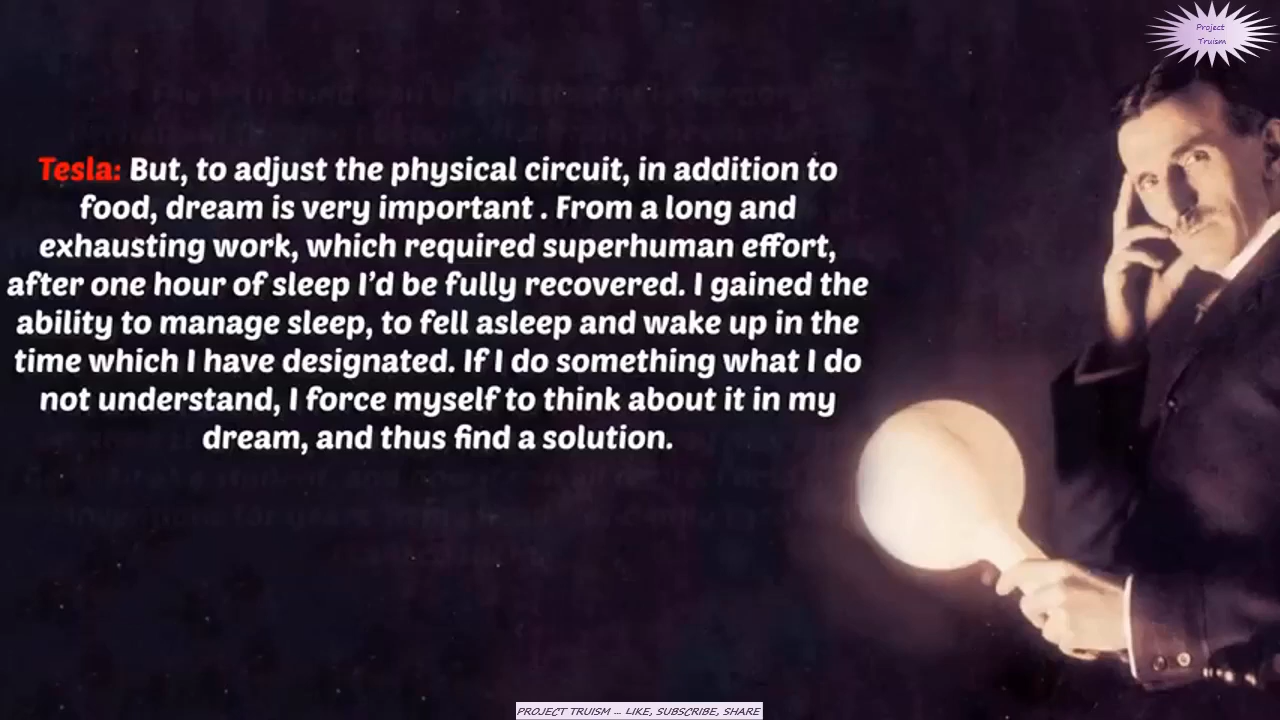 Project
Truism
Tesla: But, to adjust the physical circuit, in addition to
food, dream is very important . From a long and
exhausting work, which required superhuman effort,
after one hour of sleep I’d be fully recovered. I gained the
ability to manage sleep, to fell asleep and wake up in the
time which I have designated. If I do something what I do
not understand, I force myself to think about it in my
dream, and thus find a solution.
PROJECT TRUISM ... LIKE, SUBSCRIBE, SHARE